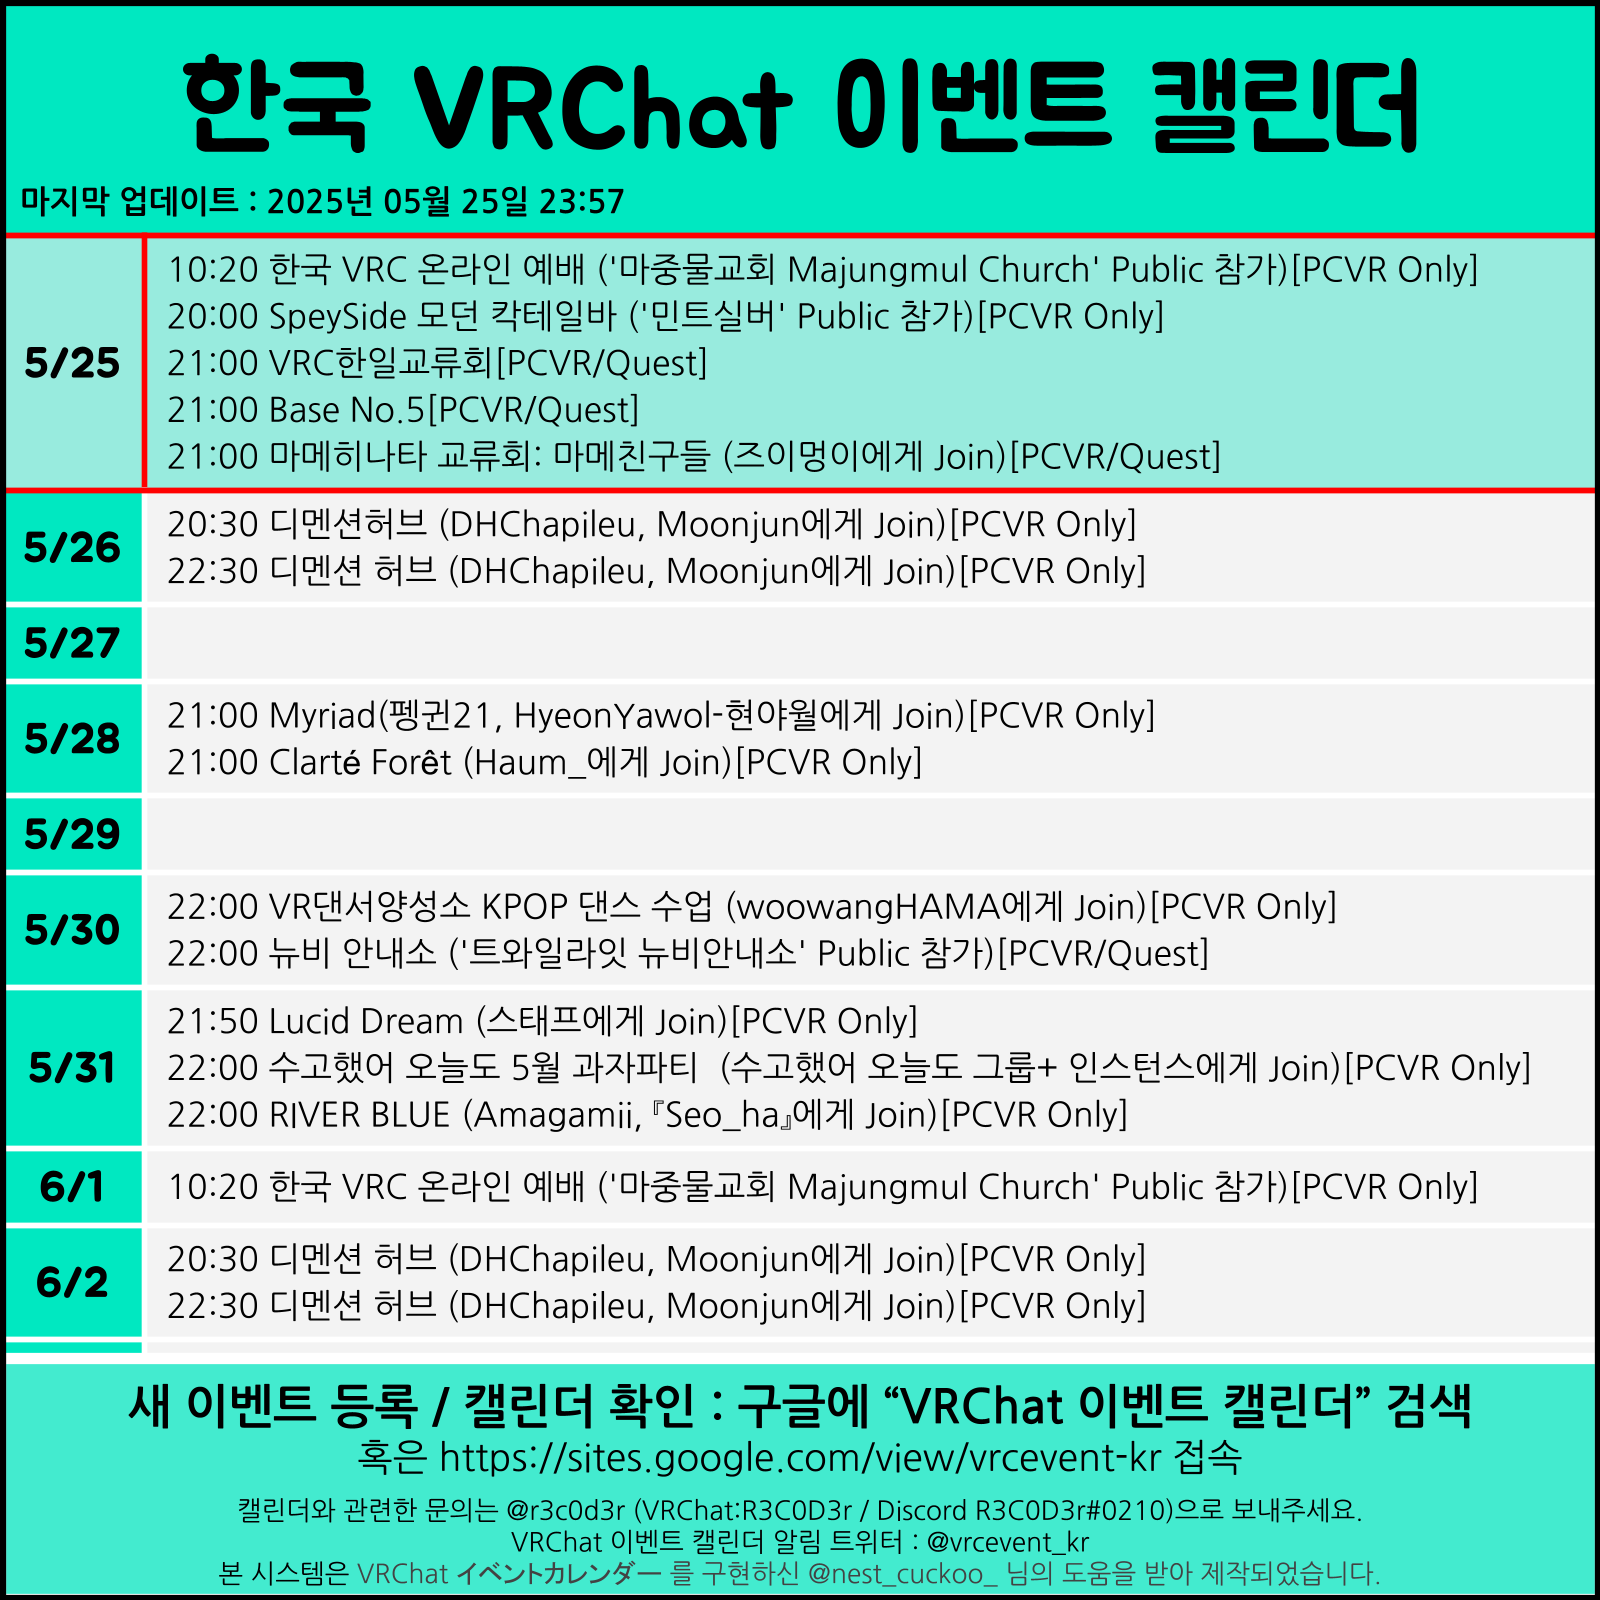 한국 VRChat 이벤트 캘린더
마지막 업데이트 : 2025년 05월 25일 23:57
5/25
10:20 한국 VRC 온라인 예배 ('마중물교회 Majungmul Church' Public 참가)[PCVR Only]
20:00 SpeySide 모던 칵테일바 ('민트실버' Public 참가)[PCVR Only]
21:00 VRC한일교류회[PCVR/Quest]
21:00 Base No.5[PCVR/Quest]
21:00 마메히나타 교류회: 마메친구들 (즈이멍이에게 Join)[PCVR/Quest]
5/26
20:30 디멘션허브 (DHChapileu, Moonjun에게 Join)[PCVR Only]
22:30 디멘션 허브 (DHChapileu, Moonjun에게 Join)[PCVR Only]
5/27
5/28
21:00 Myriad(펭귄21, HyeonYawol-현야월에게 Join)[PCVR Only]
21:00 Clarté Forêt (Haum_에게 Join)[PCVR Only]
5/29
5/30
22:00 VR댄서양성소 KPOP 댄스 수업 (woowangHAMA에게 Join)[PCVR Only]
22:00 뉴비 안내소 ('트와일라잇 뉴비안내소' Public 참가)[PCVR/Quest]
5/31
21:50 Lucid Dream (스태프에게 Join)[PCVR Only]
22:00 수고했어 오늘도 5월 과자파티  (수고했어 오늘도 그룹+ 인스턴스에게 Join)[PCVR Only]
22:00 RIVER BLUE (Amagamii,『Seo_ha』에게 Join)[PCVR Only]
6/1
10:20 한국 VRC 온라인 예배 ('마중물교회 Majungmul Church' Public 참가)[PCVR Only]
6/2
20:30 디멘션 허브 (DHChapileu, Moonjun에게 Join)[PCVR Only]
22:30 디멘션 허브 (DHChapileu, Moonjun에게 Join)[PCVR Only]
새 이벤트 등록 / 캘린더 확인 : 구글에 “VRChat 이벤트 캘린더” 검색
혹은 https://sites.google.com/view/vrcevent-kr 접속
캘린더와 관련한 문의는 @r3c0d3r (VRChat:R3C0D3r / Discord R3C0D3r#0210)으로 보내주세요.
VRChat 이벤트 캘린더 알림 트위터 : @vrcevent_kr
본 시스템은 VRChat イベントカレンダー 를 구현하신 @nest_cuckoo_ 님의 도움을 받아 제작되었습니다.